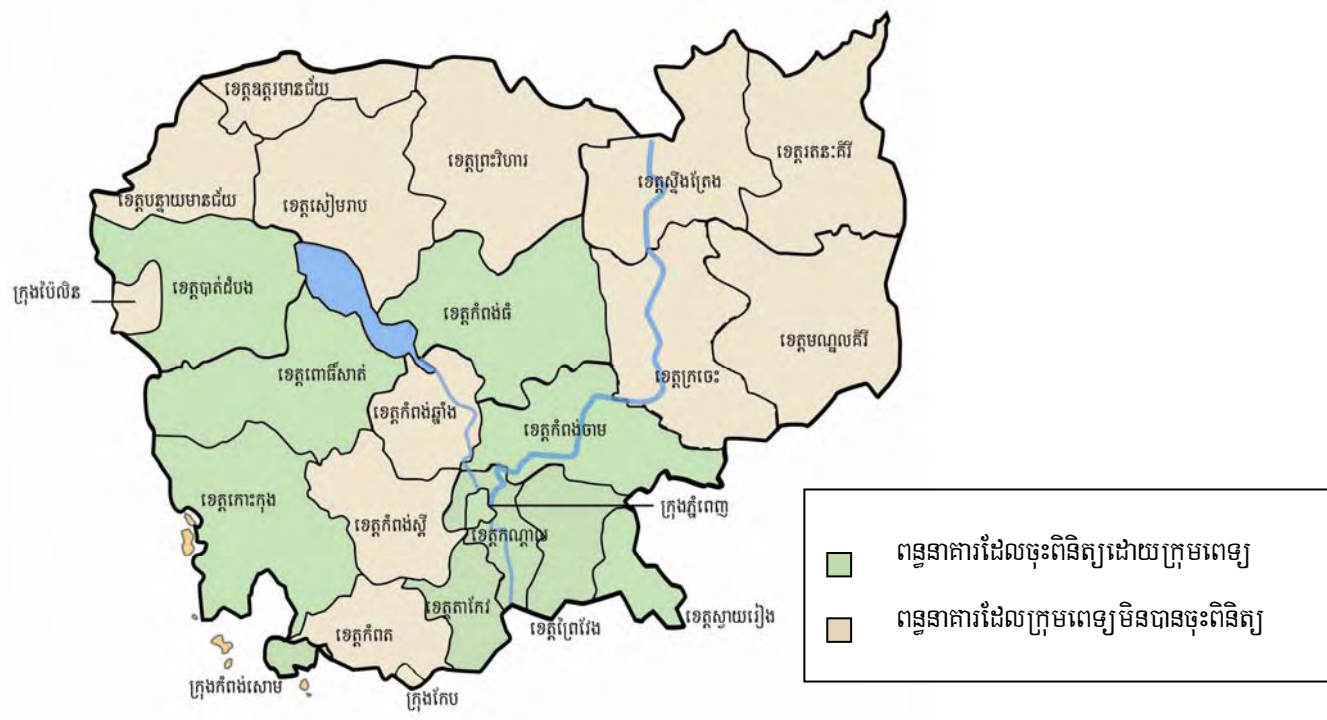 ខេត្តឧត្តរមានជ័យ
ខេត្តព្រះវិហារ
ខេត្តរតនៈគីរី
ខេត្តស្ទឹងត្រែង
ខេត្តបន្ទាយមានជ័យ
ខេត្តសៀមរាប
ក្រុងប៉ៃលិន
ខេត្តបាត់ដំបង
ខេត្តកំពង់ធំ
ខេត្តមណ្ឌលគីរី
ខេត្តពោធិ៍សាត់
ខេត្តក្រចេះ
ខេត្តកំពង់ឆ្នាំង
ខេត្តកំពង់ចាម
ខេត្តកោះកុង
ក្រុងភ្នំពេញ
ខេត្តកំពង់ស្ពឺ
ខេត្តកណ្តាល
ពន្ធនាគារដែលចុះពិនិត្យដោយក្រុមពេទ្យ
ពន្ធនាគារដែលក្រុមពេទ្យមិនបានចុះពិនិត្យ
ខេត្តតាកែវ
ខេត្តស្វាយរៀង
ខេត្តព្រៃវែង
ខេត្តកំពត
ក្រុងកំពង់សោម
ក្រុងកែប